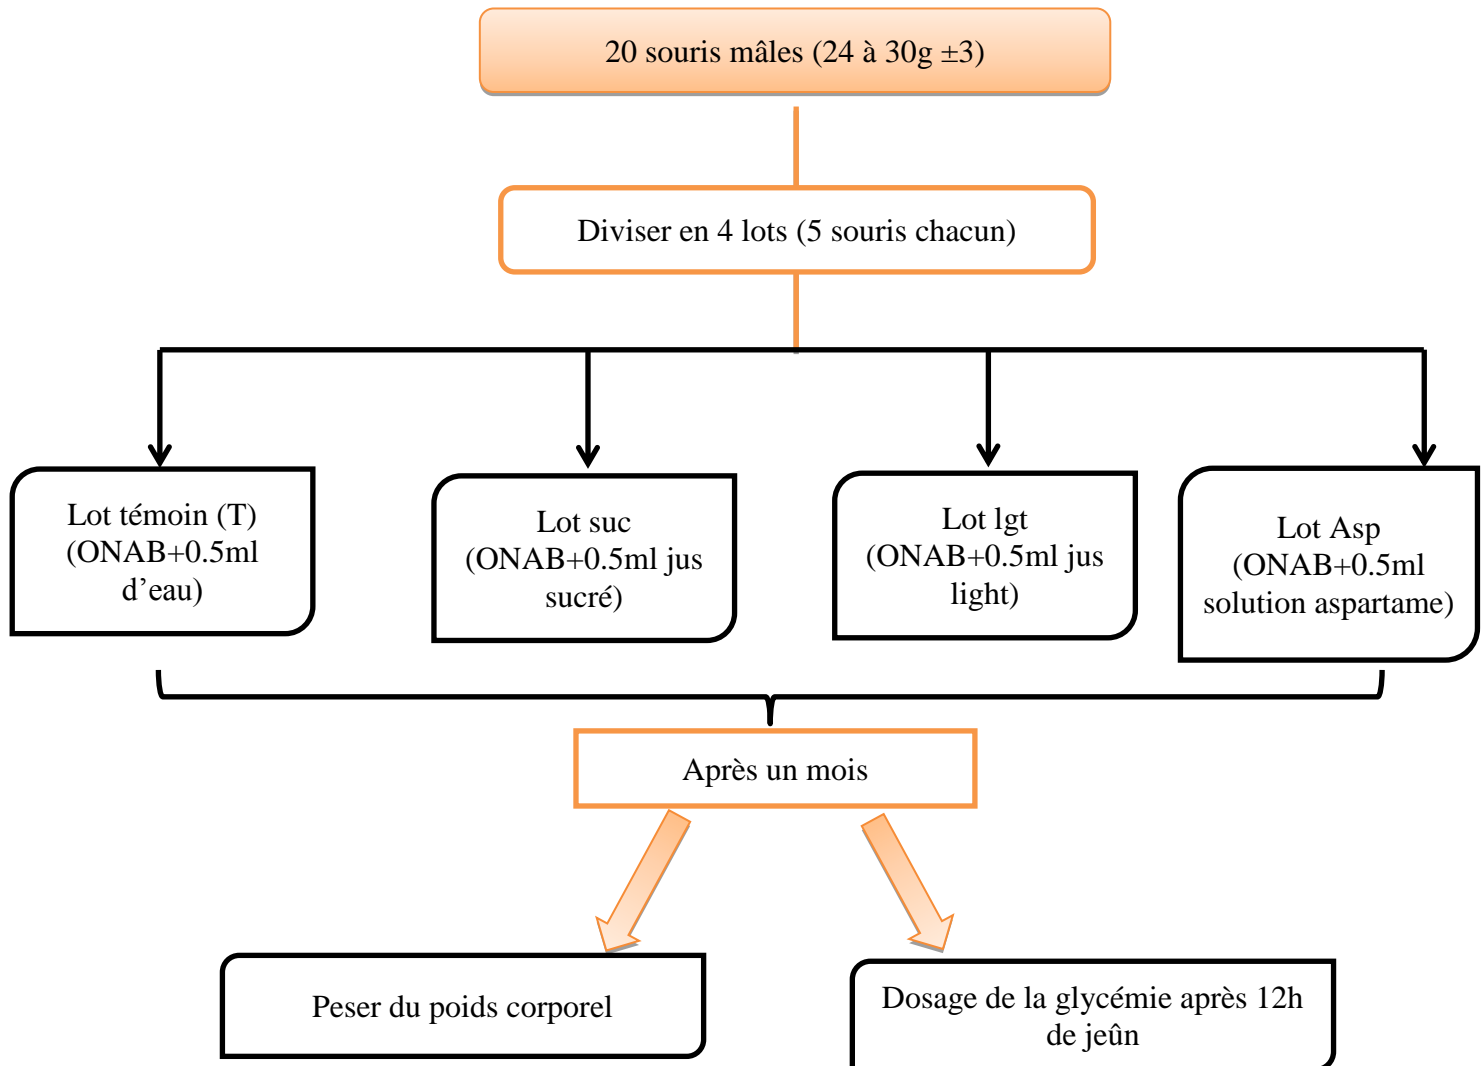 20 souris mâles (24 à 30g ±3)
Diviser en 4 lots (5 souris chacun)
Lot témoin (T)
(ONAB+0.5ml
d’eau)
Lot suc
(ONAB+0.5ml jus
sucré)
Lot lgt
(ONAB+0.5ml jus
light)
Lot Asp
(ONAB+0.5ml
solution aspartame)
Après un mois
Peser du poids corporel
Dosage de la glycémie après 12h
de jeûn